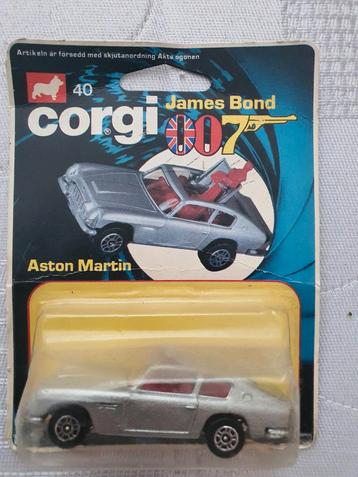 Artikeln är försedd med skjutanordning Akta ögonen
40
corgi
James Bond
007
Aston Martin